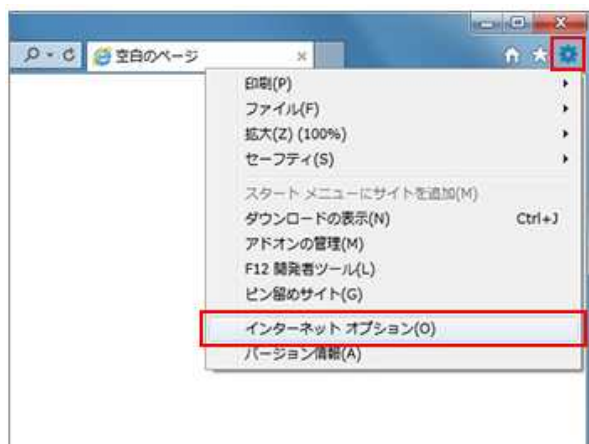 空白のページ
印刷(P)
ファイル(F)
拡大(Z) (100%)
セーフティ(S)
スタート メニューにサイトを追加(M)
ダウンロードの表示(N) Ctrl+J
アドオンの管理(M)
F12 開発者ツール(L)
ピン留めサイト(G)
インターネット オプション(O)
バージョン情報(A)